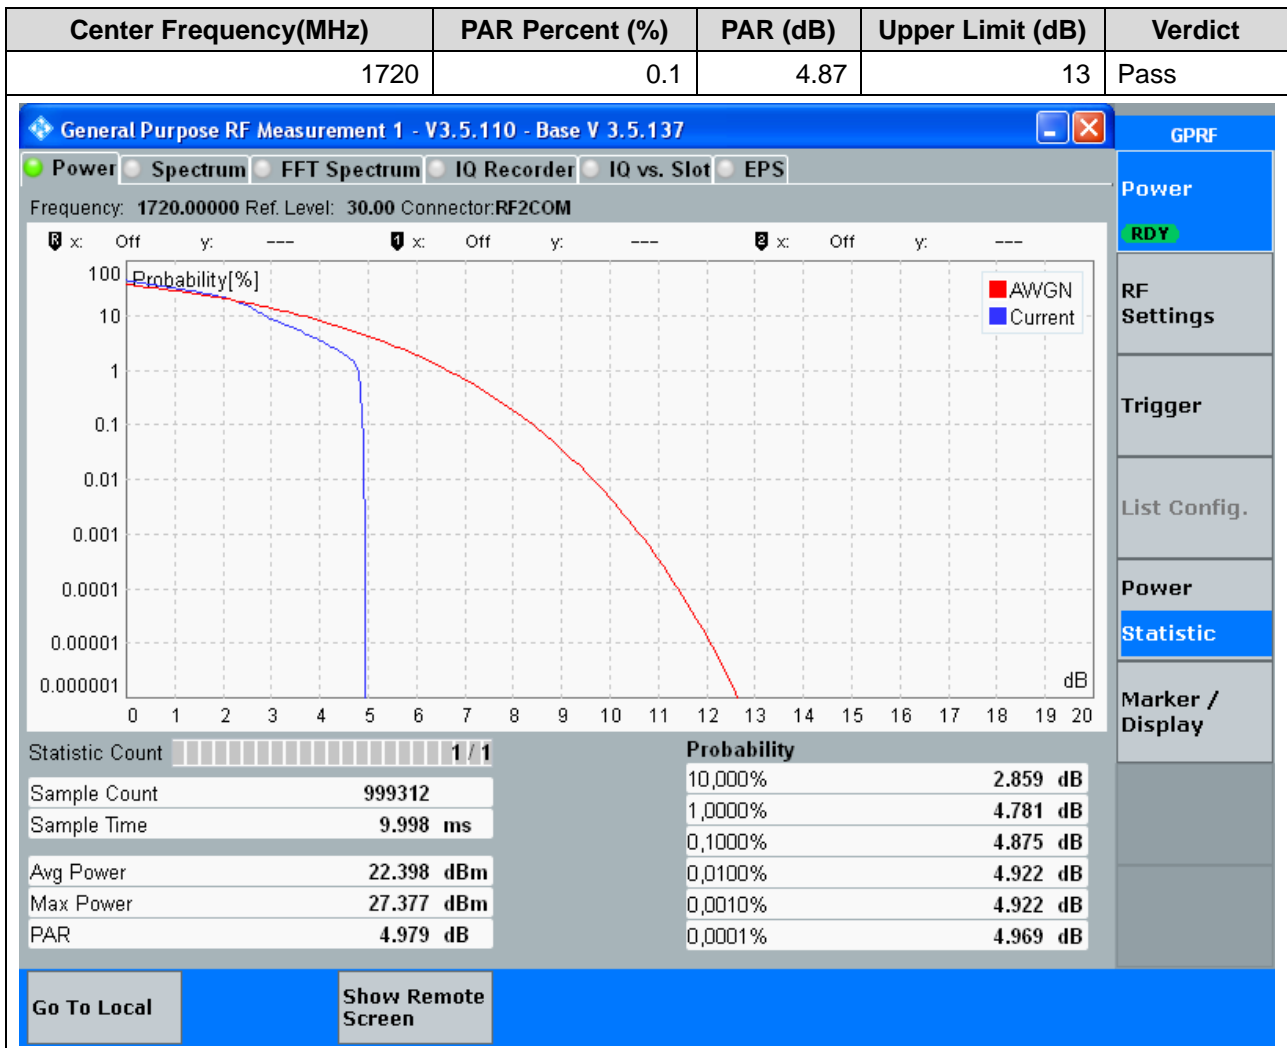 Center Frequency(MHz) PAR Percent (%) PAR (dB) Upper Limit (dB) Verdict
1720 0.1 4.87 13 Pass
General Purpose RF Measurement 1 - V3.5.110 - Base V 3.5.137
GPRF
Power Spectrum FFT Spectrum IQ Recorder IQ vs. Slot EPS
Power
RDY
Frequency: 1720.00000 Ref. Level: 30.00 Connector:RF2COM
R x: Off y: --- 1 x: Off y: --- 2 x: Off y: ---
Probability[%]
AWGN
Current
100
10
1
0.1
0.01
0.001
0.0001
0.00001
0.000001
dB
0 1 2 3 4 5 6 7 8 9 10 11 12 13 14 15 16 17 18 19 20
RF
Settings
Trigger
List Config.
Power
Statistic
Marker /
Display
Statistic Count 1 / 1
Sample Count 999312
Sample Time 9.998 ms
Avg Power 22.398 dBm
Max Power 27.377 dBm
PAR 4.979 dB
Probability
10,000% 2.859 dB
1,0000% 4.781 dB
0,1000% 4.875 dB
0,0100% 4.922 dB
0,0010% 4.922 dB
0,0001% 4.969 dB
Go To Local
Show Remote
Screen